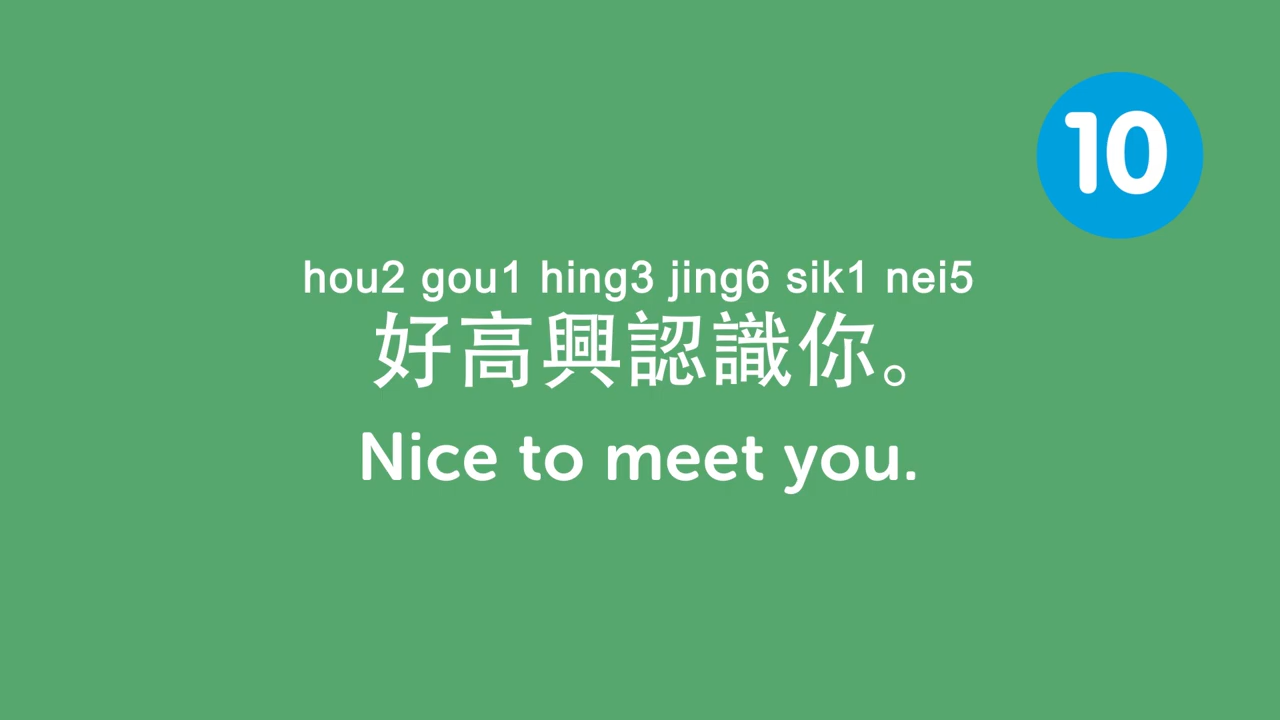 10
hou2 gou1 hing3 jing6 sik1 nei5
好高興認識你。
Nice to meet you.